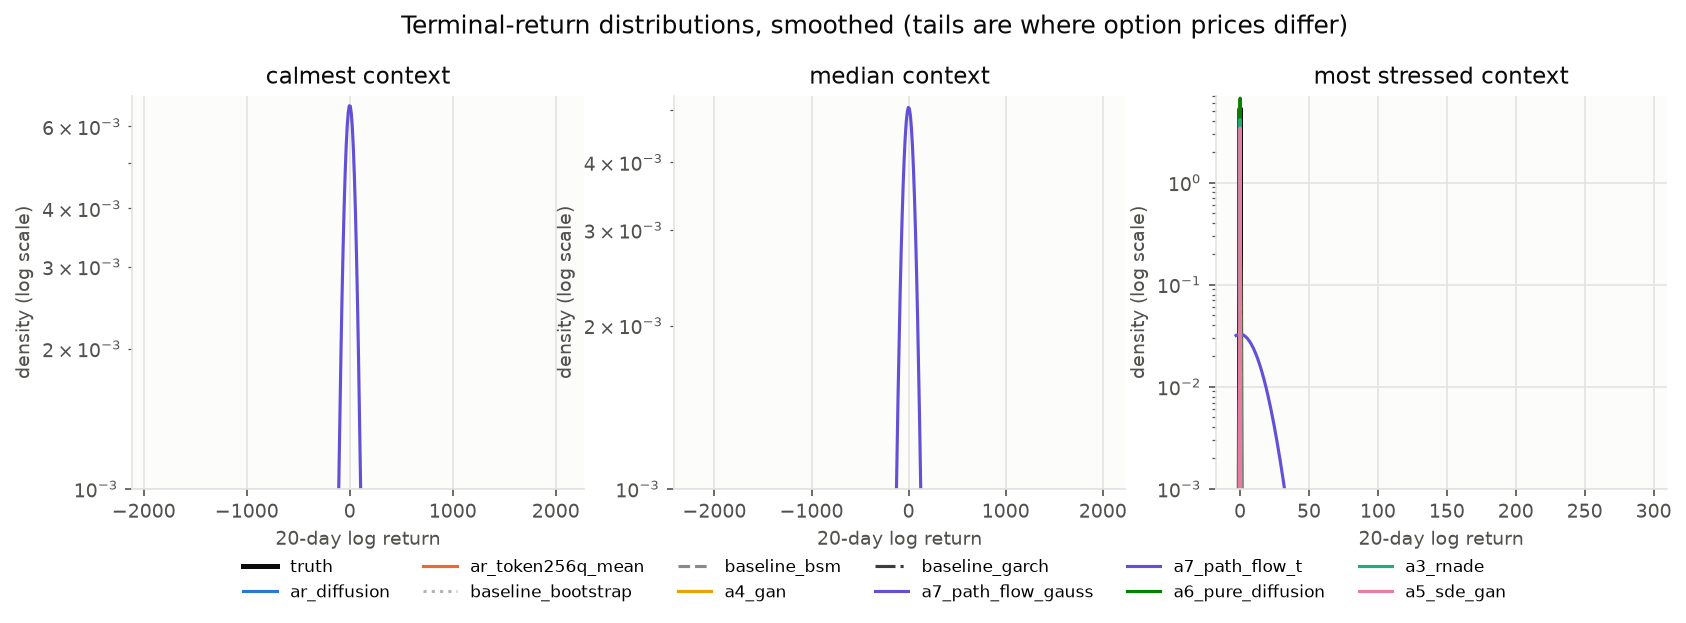 Terminal-return distributions, smoothed (tails are where option prices differ)
calmest context
median context
most stressed context
density (log scale)
6 × 10⁻³
4 × 10⁻³
3 × 10⁻³
2 × 10⁻³
10⁻³
−2000 −1000 0 1000 2000
20-day log return
density (log scale)
4 × 10⁻³
3 × 10⁻³
2 × 10⁻³
10⁻³
−2000 −1000 0 1000 2000
20-day log return
density (log scale)
10⁰
10⁻¹
10⁻²
10⁻³
0 50 100 150 200 250 300
20-day log return
truth ar_token256q_mean baseline_bsm baseline_garch a7_path_flow_t a3_rnade
ar_diffusion baseline_bootstrap a4_gan a7_path_flow_gauss a6_pure_diffusion a5_sde_gan